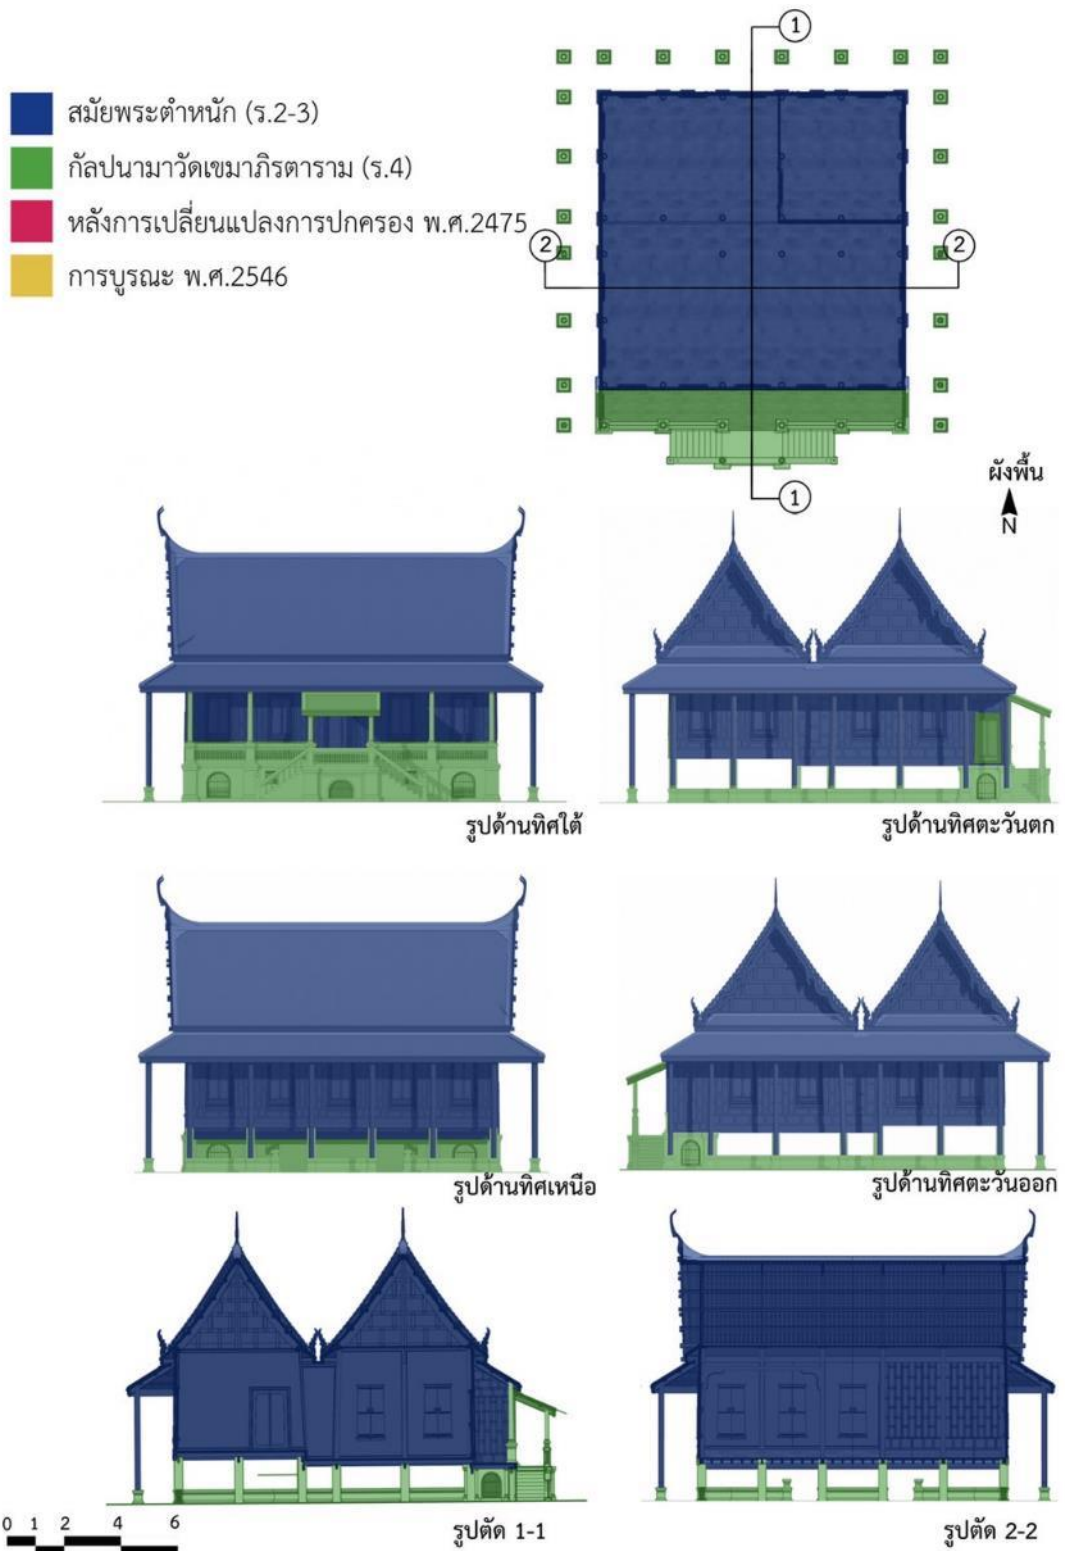 1
สมัยพระตำหนัก (ร.2-3)
กัลปนามาวัดเขมาภิรตาราม (ร.4)
หลังการเปลี่ยนแปลงการปกครอง พ.ศ.2475
การบูรณะ พ.ศ.2546
2 2
1
ผังพื้น
N
รูปด้านทิศใต้
รูปด้านทิศตะวันตก
รูปด้านทิศเหนือ
รูปด้านทิศตะวันออก
0 1 2 4 6
รูปตัด 1-1
รูปตัด 2-2